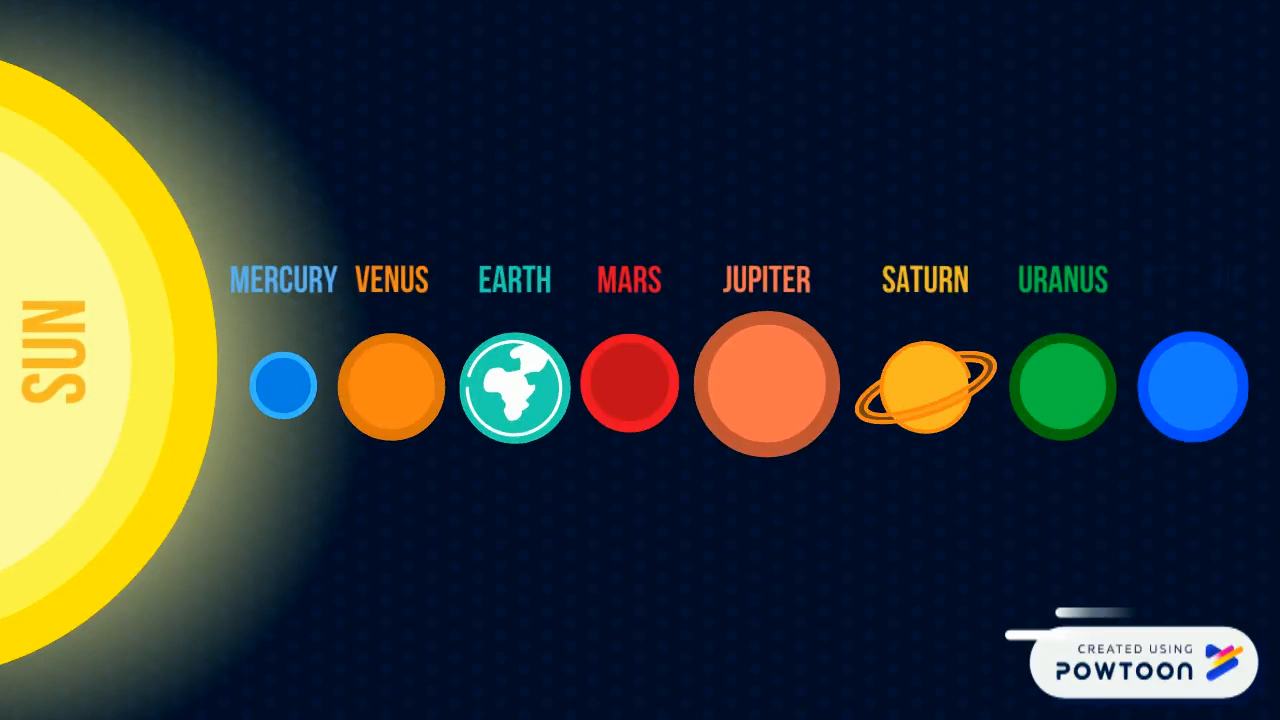 SUN
MERCURY VENUS EARTH MARS JUPITER SATURN URANUS
CREATED USING
POWTOON